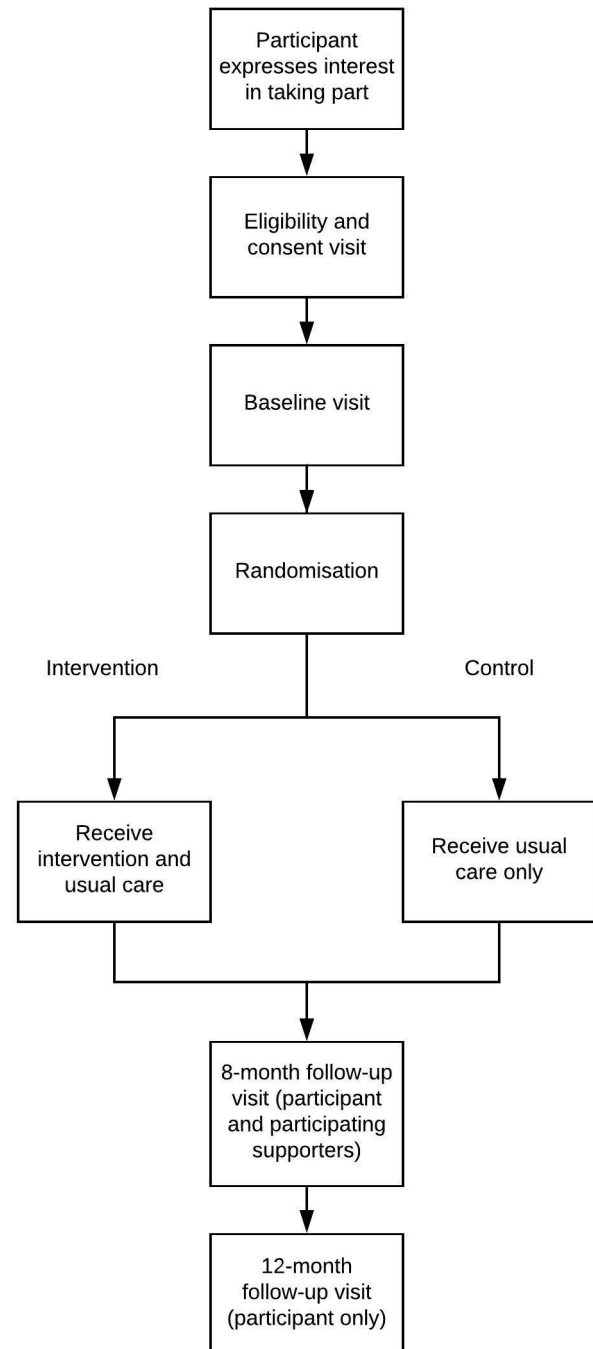 Participant
expresses interest
in taking part
Eligibility and
consent visit
Baseline visit
Randomisation
Intervention
Control
Receive
intervention and
usual care
Receive usual
care only
8-month follow-up
visit (participant
and participating
supporters)
12-month
follow-up visit
(participant only)